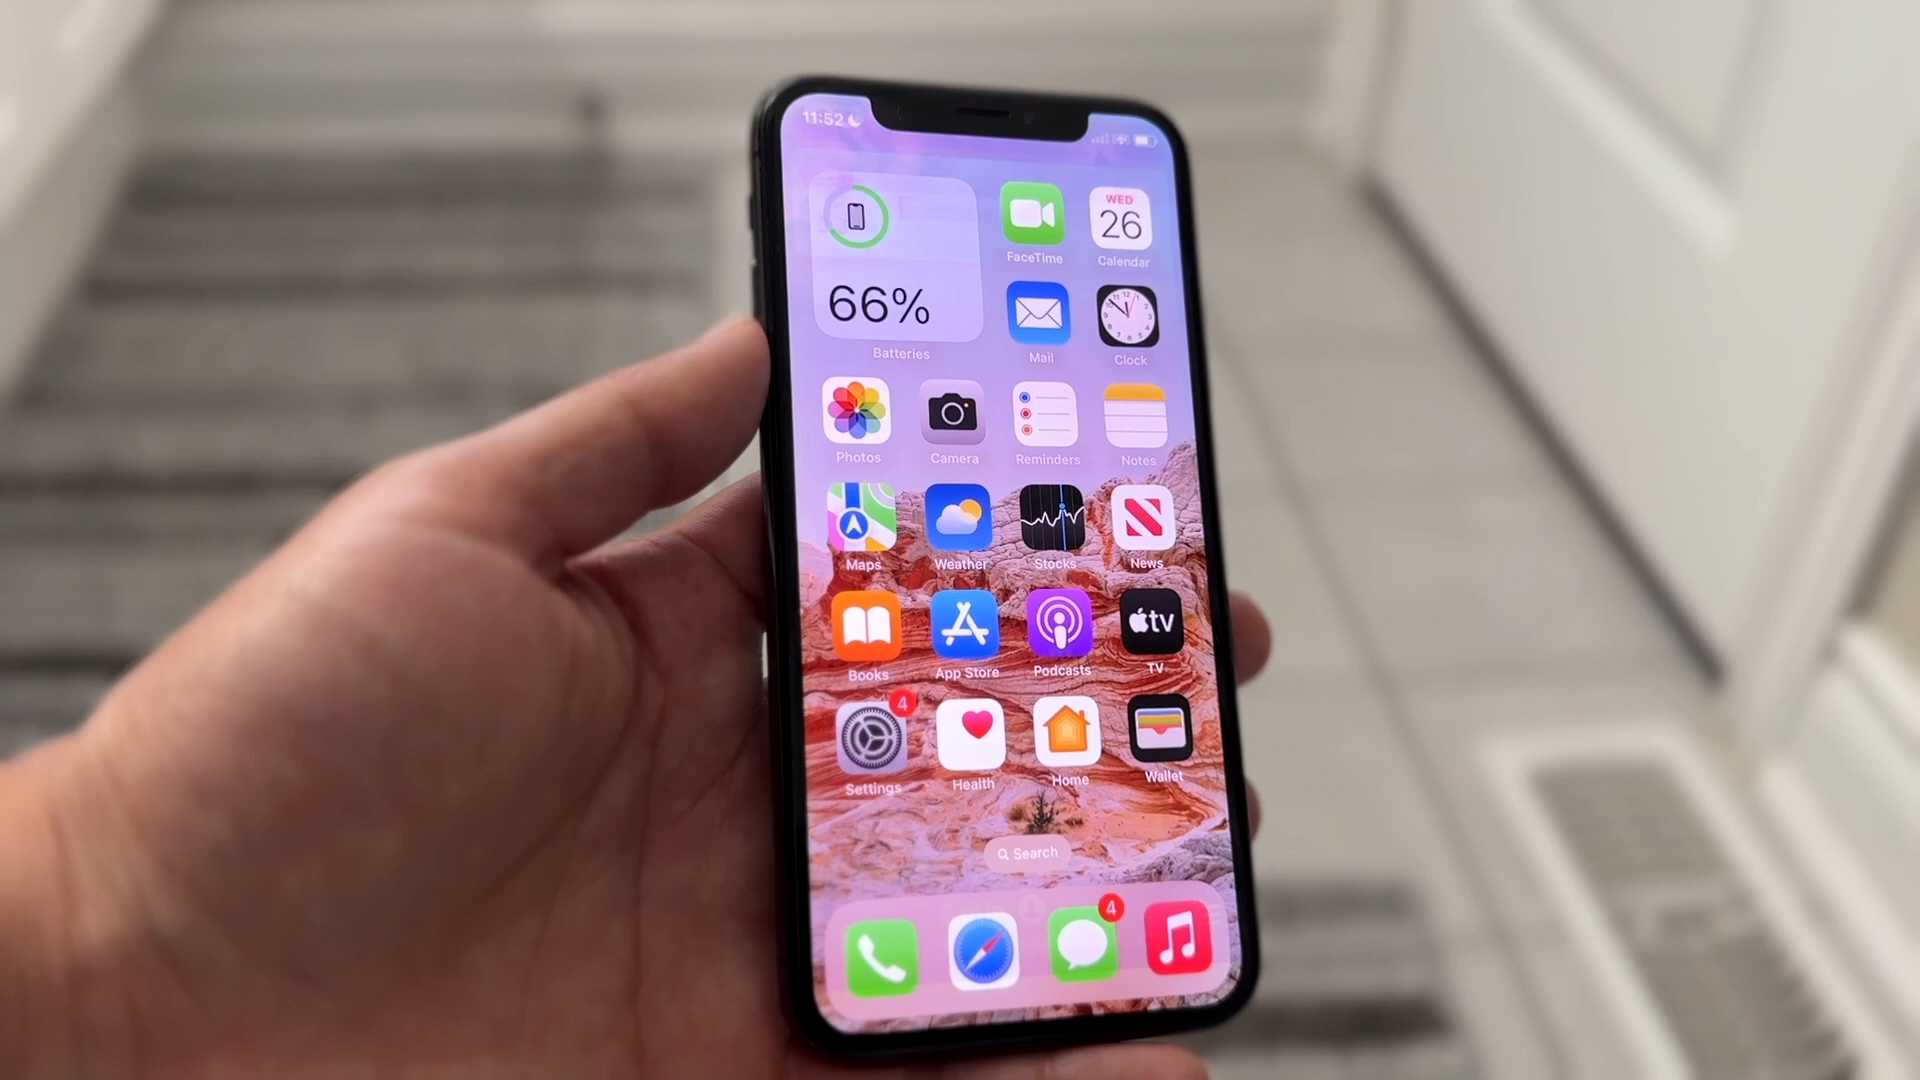 11:52
66%
Batteries
FaceTime
WED
26
Calendar
Mail
Clock
Photos
Camera
Reminders
Notes
Maps
Weather
Stocks
News
Books
App Store
Podcasts
tv
TV
4
Settings
Health
Home
Wallet
Search
4